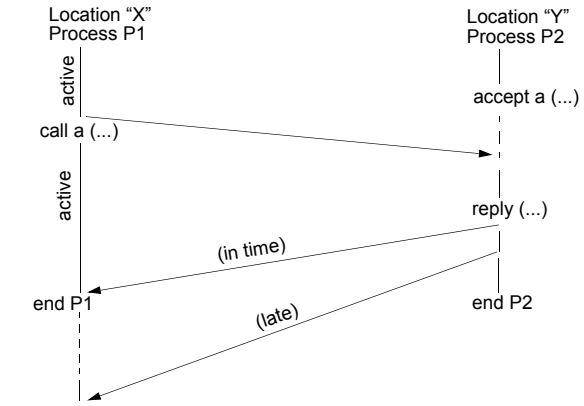 Location “X”
Process P1
Location “Y”
Process P2
active
accept a (...)
call a (...)
active
reply (...)
(in time)
end P1
end P2
(late)